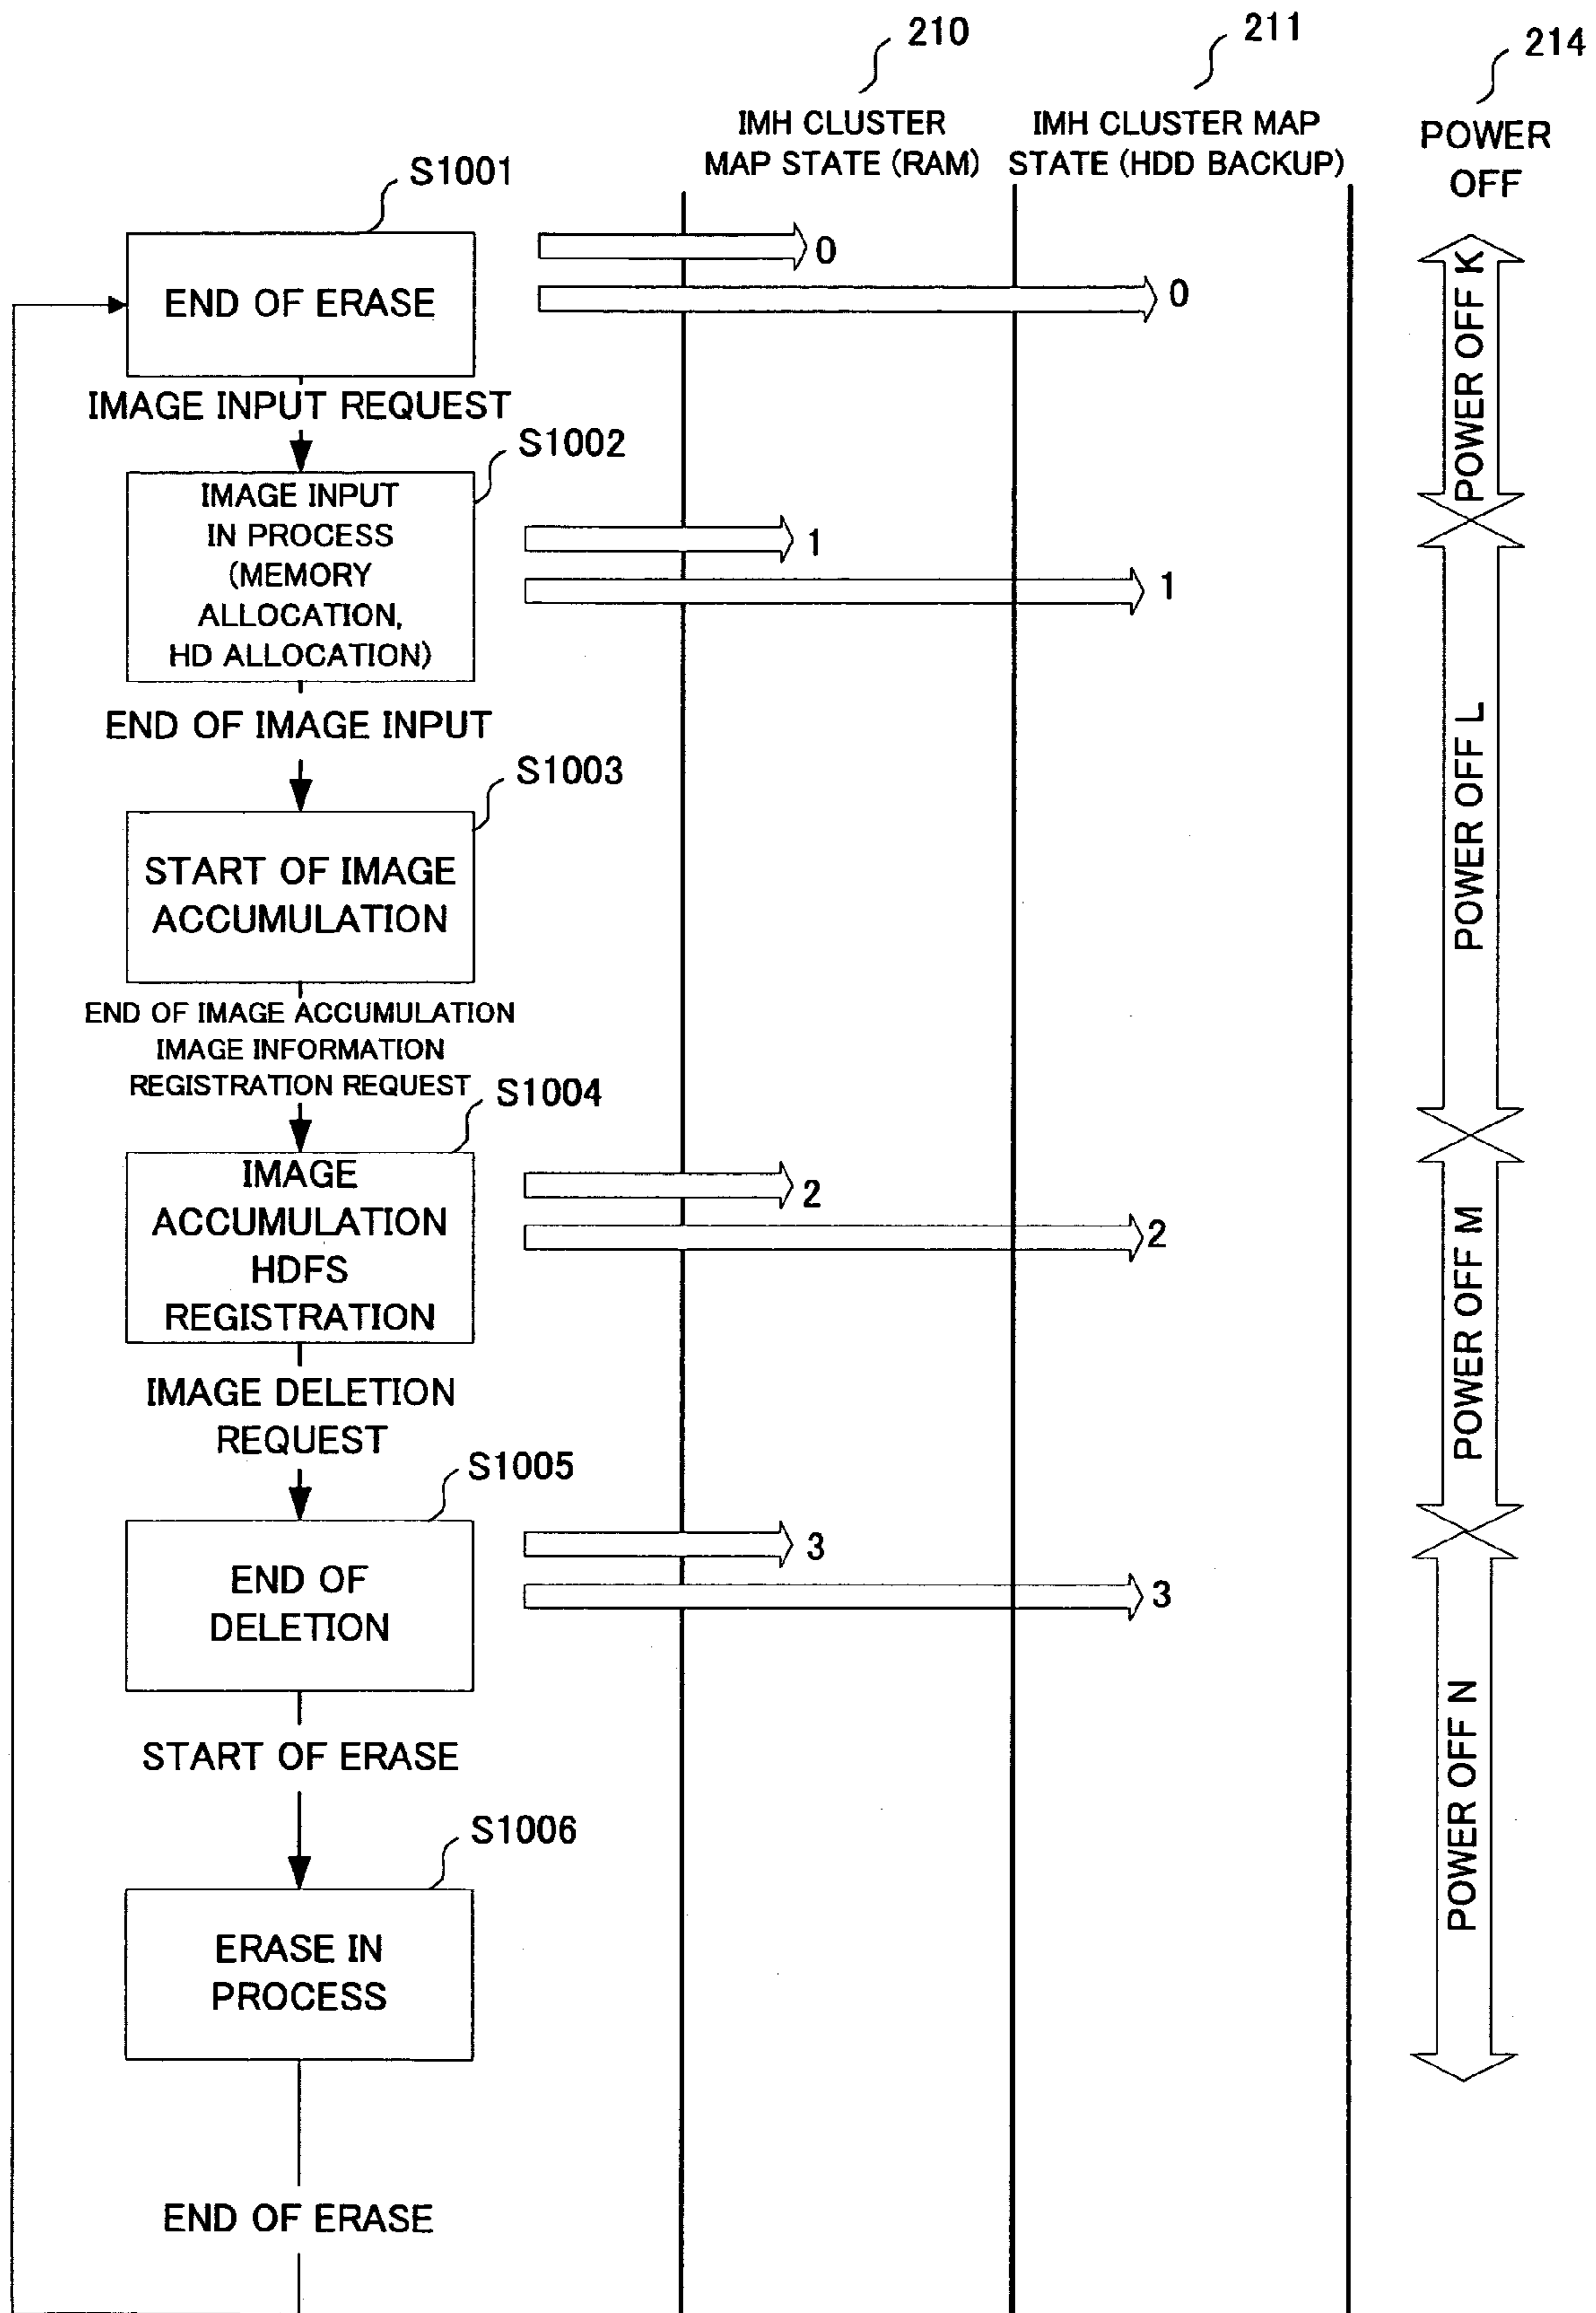 210
211
214
IMH CLUSTER
MAP STATE (RAM)
IMH CLUSTER MAP
STATE (HDD BACKUP)
POWER
OFF
S1001
END OF ERASE
0
0
POWER OFF K
IMAGE INPUT REQUEST
S1002
IMAGE INPUT
IN PROCESS
(MEMORY
ALLOCATION,
HD ALLOCATION)
1
1
END OF IMAGE INPUT
POWER OFF L
S1003
START OF IMAGE
ACCUMULATION
END OF IMAGE ACCUMULATION
IMAGE INFORMATION
REGISTRATION REQUEST
S1004
IMAGE
ACCUMULATION
HDFS
REGISTRATION
2
2
POWER OFF M
IMAGE DELETION
REQUEST
S1005
END OF
DELETION
3
3
START OF ERASE
POWER OFF N
S1006
ERASE IN
PROCESS
END OF ERASE